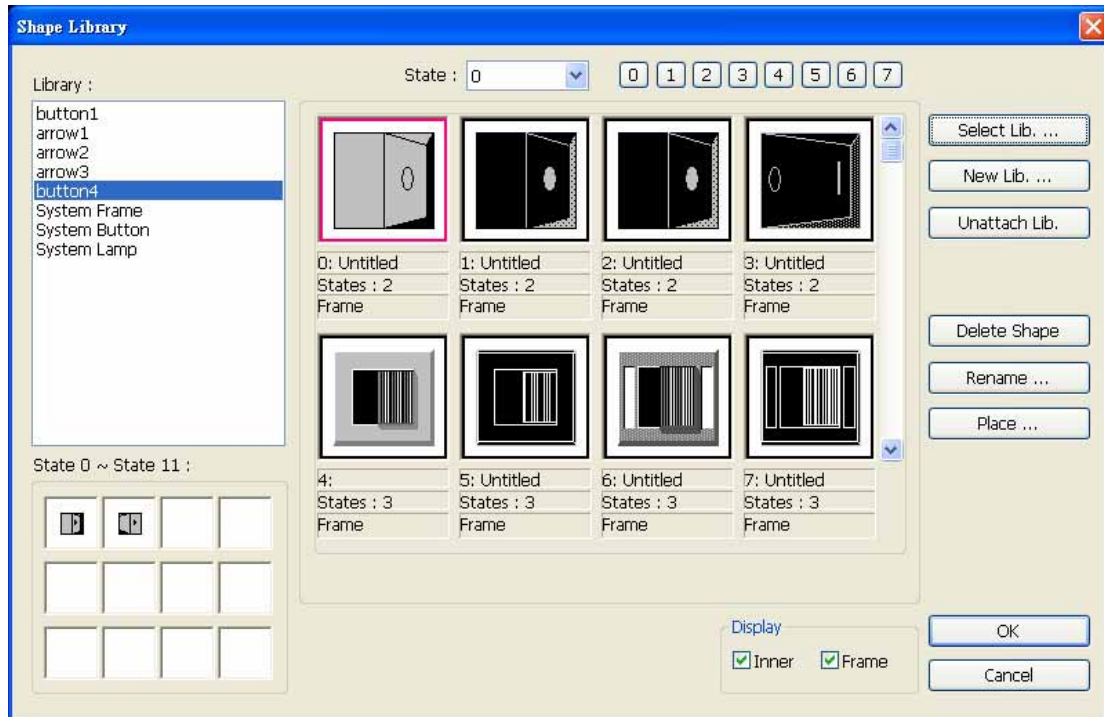 Shape Library
State : 0 0 1 2 3 4 5 6 7
Library :
button1
arrow1
arrow2
arrow3
button4
System Frame
System Button
System Lamp
Select Lib. ...
New Lib. ...
Unattach Lib.
0: Untitled 1: Untitled 2: Untitled 3: Untitled
States : 2 States : 2 States : 2 States : 2
Frame Frame Frame Frame
Delete Shape
Rename ...
Place ...
State 0 ~ State 11 :
4: 5: Untitled 6: Untitled 7: Untitled
States : 3 States : 3 States : 3 States : 3
Frame Frame Frame Frame
Display
Inner Frame
OK
Cancel